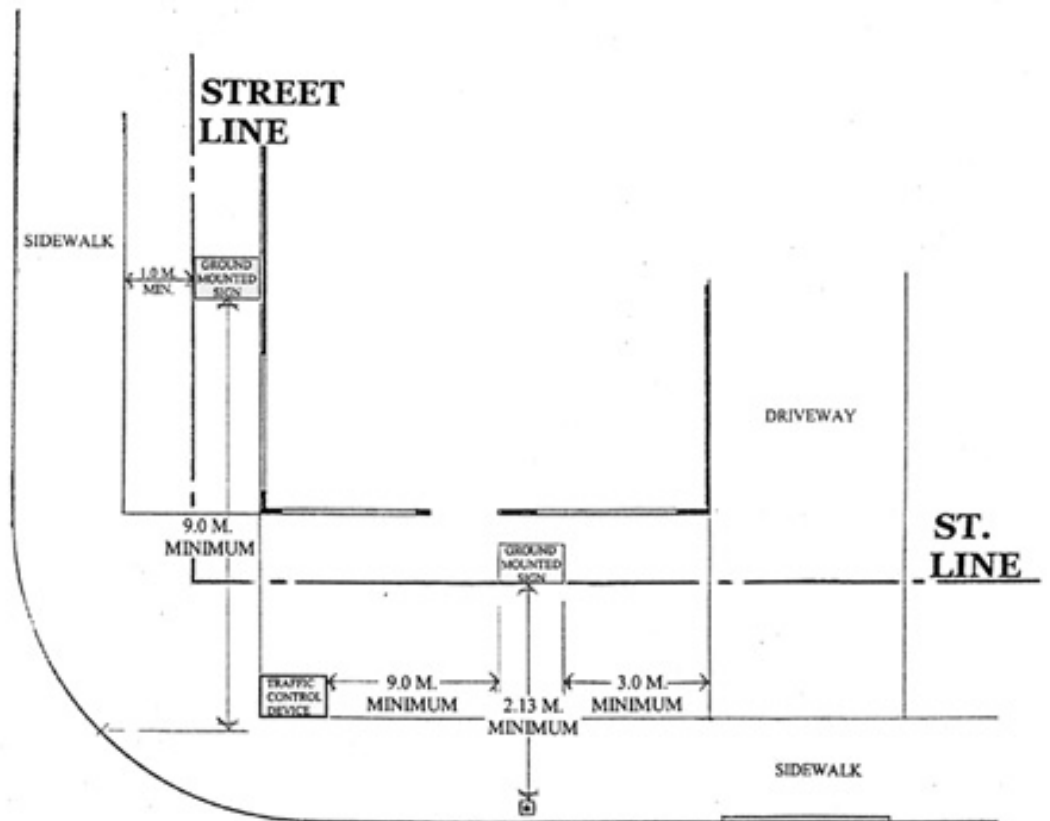 STREET
LINE
SIDEWALK
1.0 M.
MIN.
GROUND
MOUNTED
SIGN
DRIVEWAY
9.0 M.
MINIMUM
GROUND
MOUNTED
SIGN
ST.
LINE
TRAFFIC
CONTROL
DEVICE
9.0 M.
MINIMUM
2.13 M.
MINIMUM
3.0 M.
MINIMUM
SIDEWALK